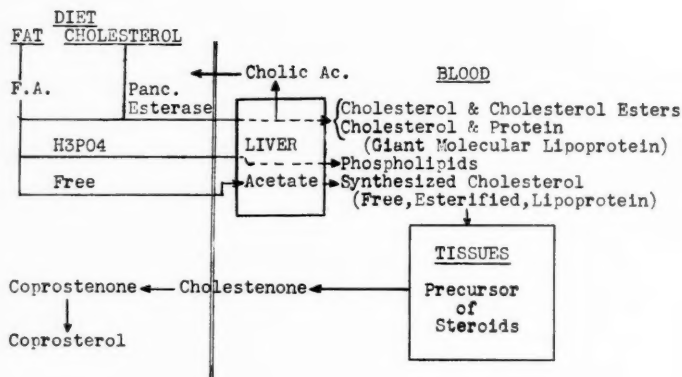 DIET
FAT CHOLESTEROL
Cholic Ac.
BLOOD
F.A.
Panc.
Esterase
Cholesterol & Cholesterol Esters
Cholesterol & Protein
(Giant Molecular Lipoprotein)
H3PO4
LIVER
Phospholipids
Free
Acetate
Synthesized Cholesterol
(Free,Esterified,Lipoprotein)
TISSUES
Coprostenone
Cholestenone
Precursor
of
Steroids
Coprosterol